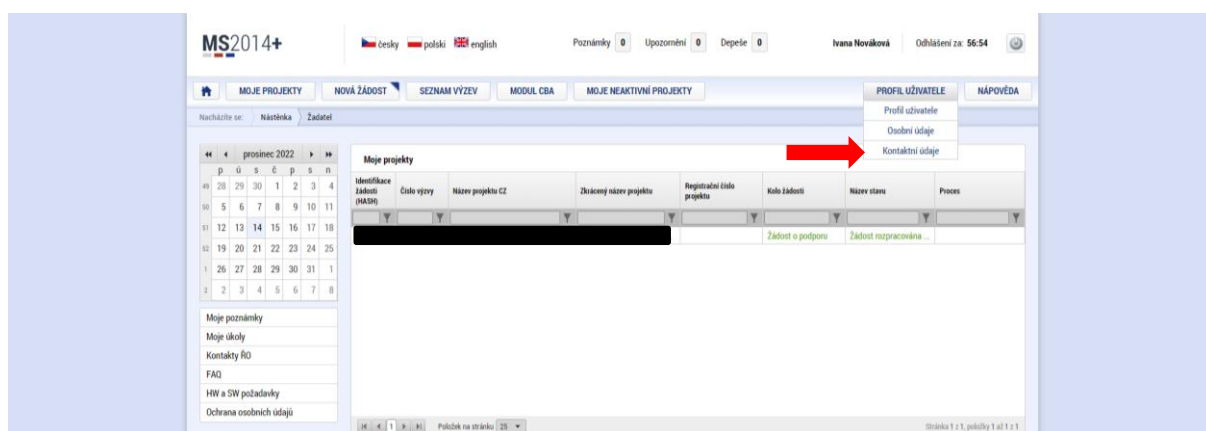 MS2014+
česky polski english
Poznámky 0 Upozornění 0 Depeše 0
Ivana Nováková Odhlášení za: 56:54
MOJE PROJEKTY NOVÁ ŽÁDOST SEZNAM VÝZEV MODUL CBA MOJE NEAKTIVNÍ PROJEKTY PROFIL UŽIVATELE NÁPOVĚDA
Profil uživatele
Osobní údaje
Kontaktní údaje
Nacházíte se: Nástěnka Žadatel
prosinec 2022
p ú s č p s n
49 28 29 30 1 2 3 4
50 5 6 7 8 9 10 11
51 12 13 14 15 16 17 18
52 19 20 21 22 23 24 25
1 26 27 28 29 30 31 1
2 2 3 4 5 6 7 8
Moje poznámky
Moje úkoly
Kontakty ŘO
FAQ
HW a SW požadavky
Ochrana osobních údajů
Moje projekty
Identifikace žádosti (HASH) Číslo výzvy Název projektu CZ Zkrácený název projektu Registrační číslo projektu Kolo žádosti Název stavu Proces
Žádost o podporu Žádost rozpracována ...
1 Položek na stránku 25
Stránka 1 z 1, položky 1 až 1 z 1